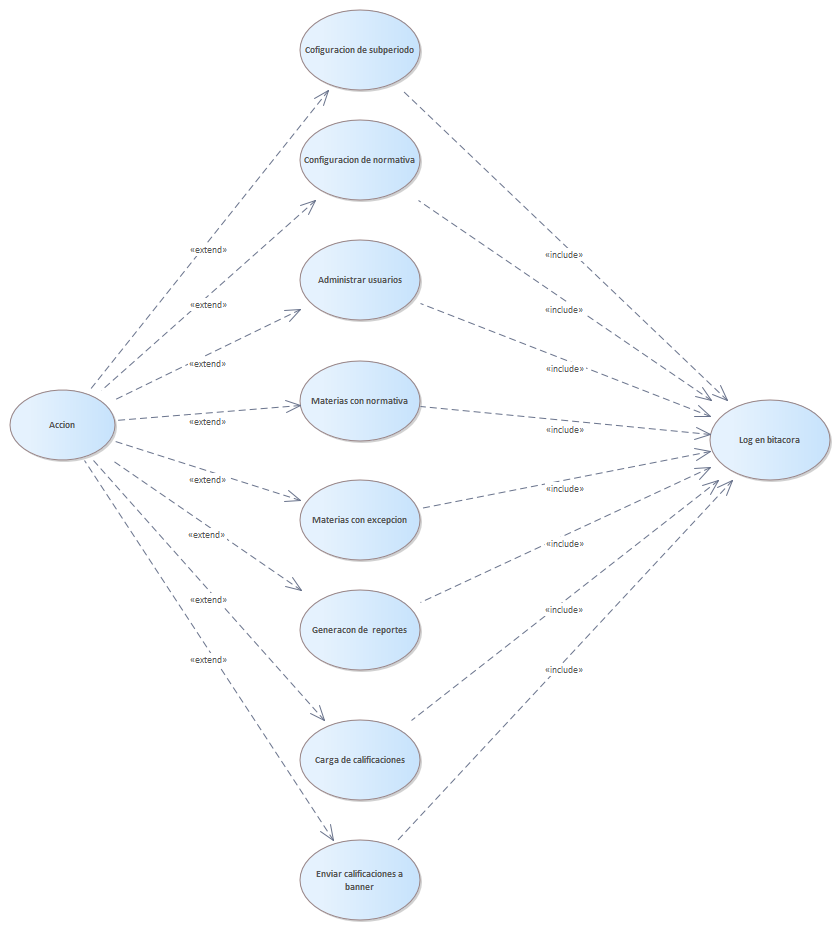 Cofiguracion de subperiodo
Configuracion de normativa
«extend»
«include»
Administrar usuarios
«extend»
«include»
«extend»
«include»
Materias con normativa
Accion
«extend»
«include»
Log en bitacora
«extend»
«include»
Materias con excepcion
«extend»
«include»
«extend»
«include»
Generacon de reportes
«extend»
«include»
Carga de calificaciones
Enviar calificaciones a
banner